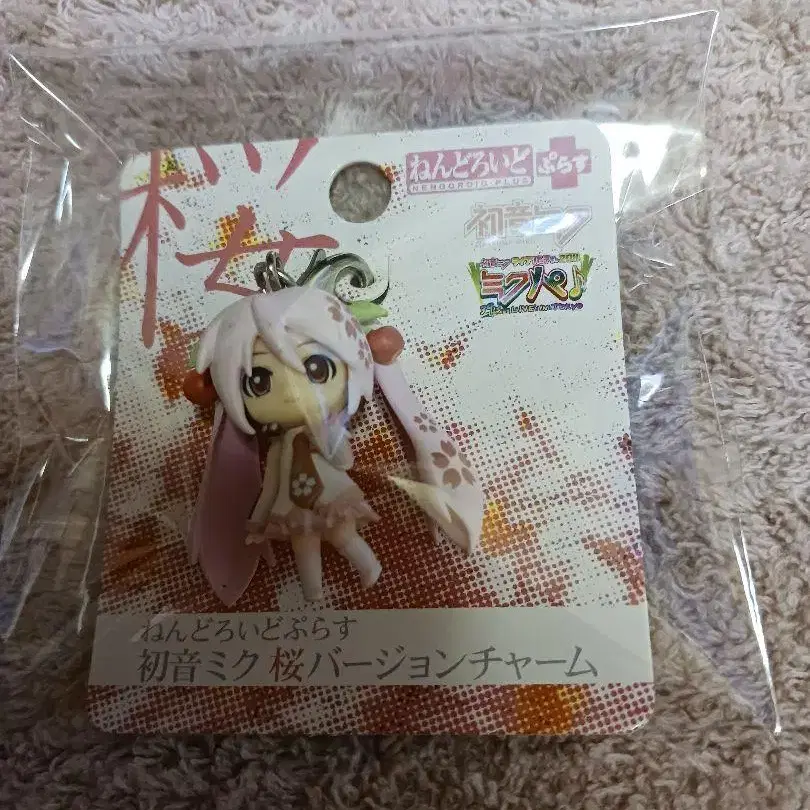 桜
ねんどろいど ぷらす
NENDOROID・PLUS
初音ミク
ミクパ♪
ねんどろいどぷらす
初音ミク 桜バージョンチャーム